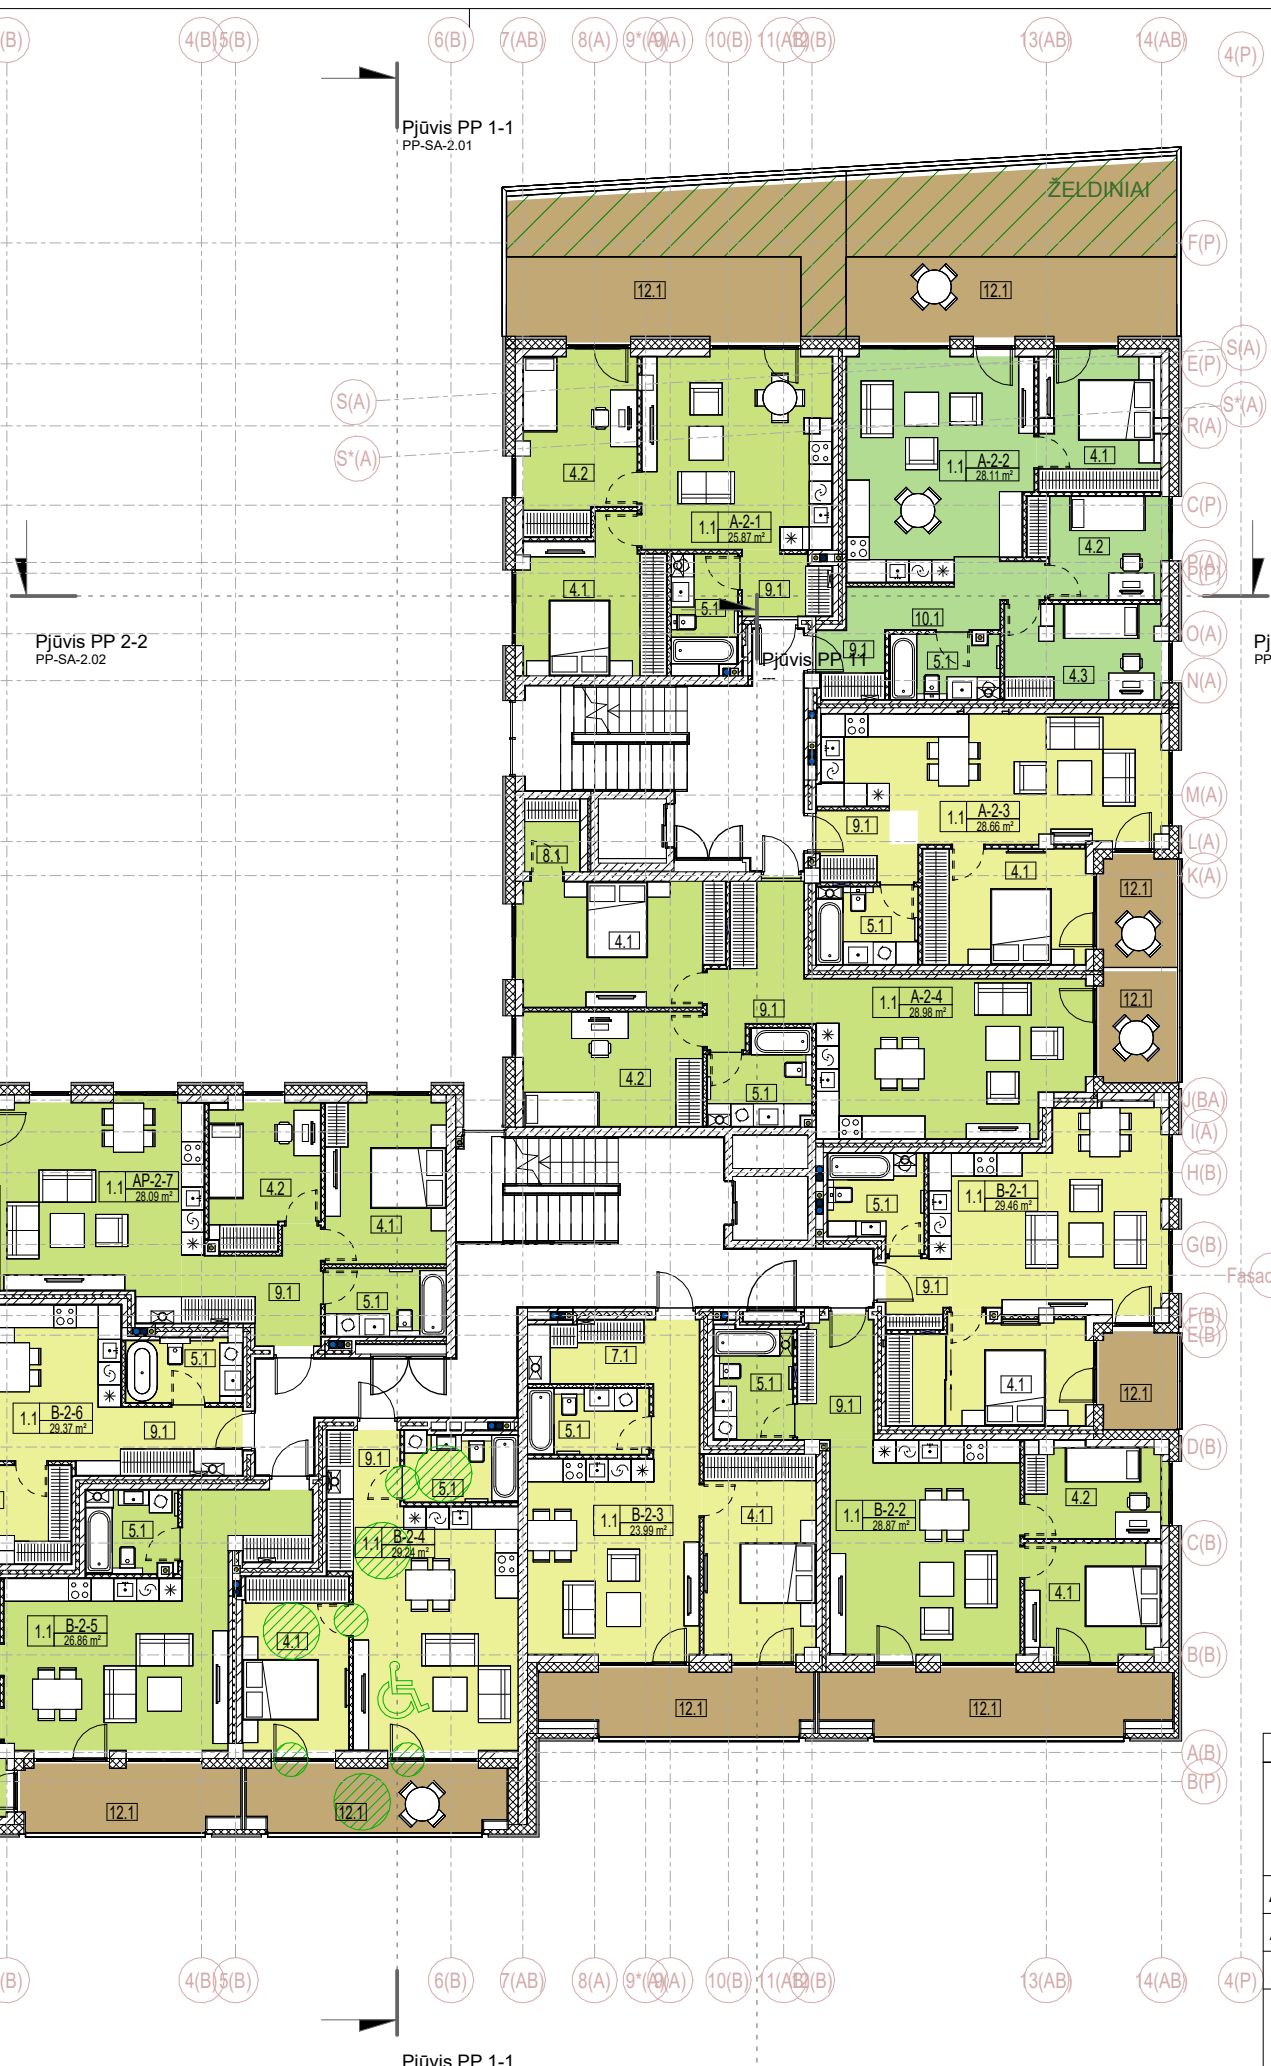 (B)
4(B)
5(B)
6(B)
7(AB)
8(A)
9*(A)
9(A)
10(B)
11(AB)
12(B)
13(AB)
14(AB)
4(P)
Pjūvis PP 1-1
PP-SA-2.01
ŽELDINIAI
F(P)
12.1
12.1
S(A)
E(P)
S(A)
S*(A)
R(A)
S*(A)
4.2
1.1 A-2-1
25.87 m²
1.1 A-2-2
28.11 m²
4.1
C(P)
4.2
P(P)
4.1
5.1
9.1
10.1
Pjūvis PP 2-2
PP-SA-2.02
O(A)
Pj
PP
Pjūvis PP 11
9.1
5.1
4.3
N(A)
M(A)
1.1 A-2-3
28.66 m²
9.1
L(A)
8.1
4.1
K(A)
12.1
5.1
4.1
1.1 A-2-4
28.98 m²
9.1
12.1
4.2
5.1
J(BA)
I(A)
H(B)
1.1 AP-2-7
28.09 m²
4.2
4.1
5.1
1.1 B-2-1
29.46 m²
G(B)
Fasad
9.1
9.1
5.1
F(B)
E(B)
5.1
7.1
5.1
4.1
12.1
1.1 B-2-6
29.37 m²
9.1
5.1
9.1
D(B)
9.1
5.1
4.2
5.1
1.1 B-2-4
29.24 m²
1.1 B-2-3
23.99 m²
4.1
1.1 B-2-2
28.87 m²
C(B)
4.1
1.1 B-2-5
26.86 m²
4.1
B(B)
12.1
12.1
A(B)
B(P)
12.1
12.1
(B)
4(B)
5(B)
6(B)
7(AB)
8(A)
9*(A)
9(A)
10(B)
11(AB)
12(B)
13(AB)
14(AB)
4(P)
Pjūvis PP 1-1